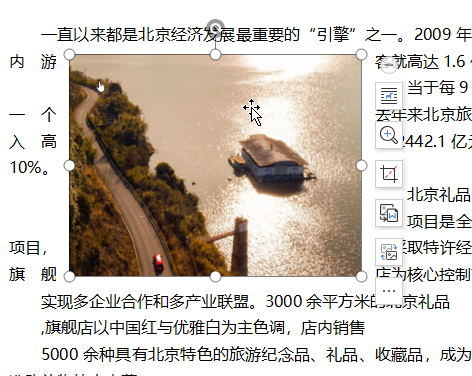 一直以来都是北京经济发展最重要的“引擎”之一。2009 年
内 游 客就高达 1.6
当于每 9
一 个 去年来北京旅
入 高 2442.1 亿元
10%。
北京礼品
项目是全
项目， 采取特许经
旗 舰 店为核心控制
实现多企业合作和多产业联盟。3000 余平方米的北京礼品
,旗舰店以中国红与优雅白为主色调，店内销售
5000 余种具有北京特色的旅游纪念品、礼品、收藏品，成为